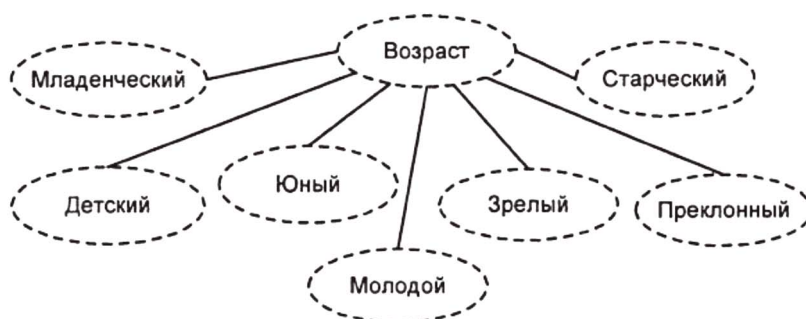 Возраст
Младенческий
Старческий
Детский
Юный
Зрелый
Преклонный
Молодой